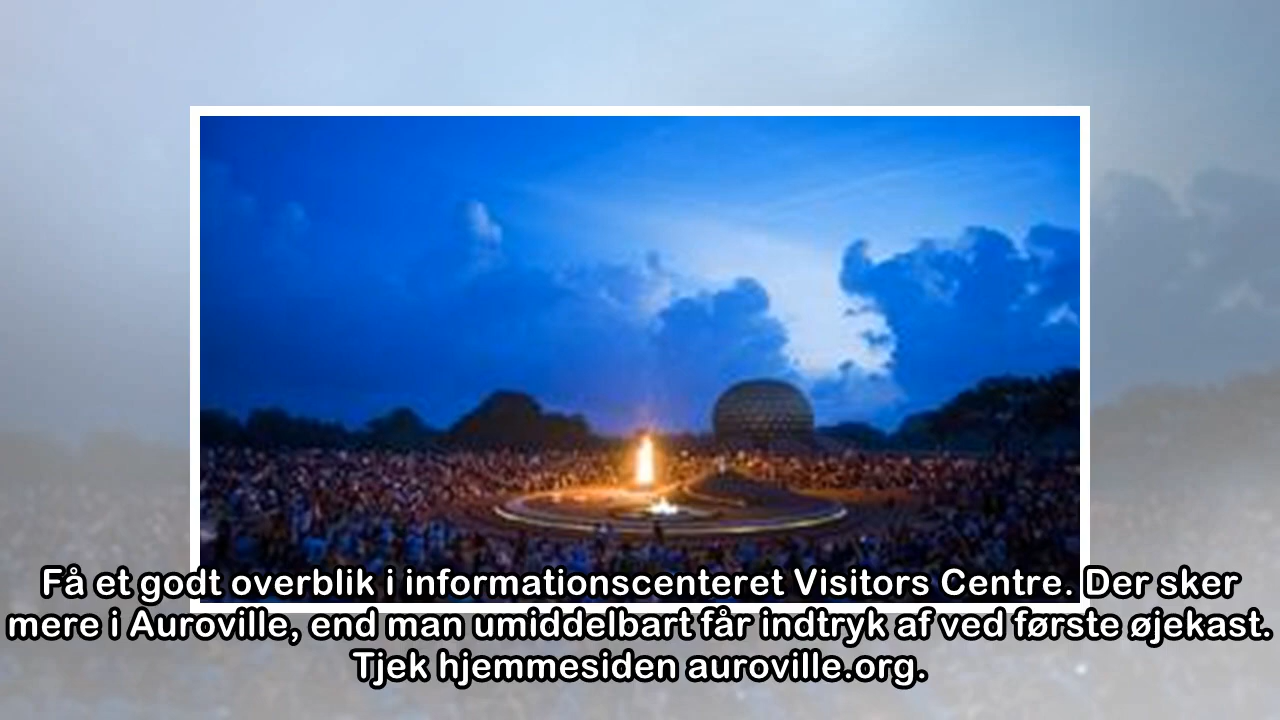 Få et godt overblik i informationscenteret Visitors Centre. Der sker
mere i Auroville, end man umiddelbart får indtryk af ved første øjekast.
Tjek hjemmesiden auroville.org.